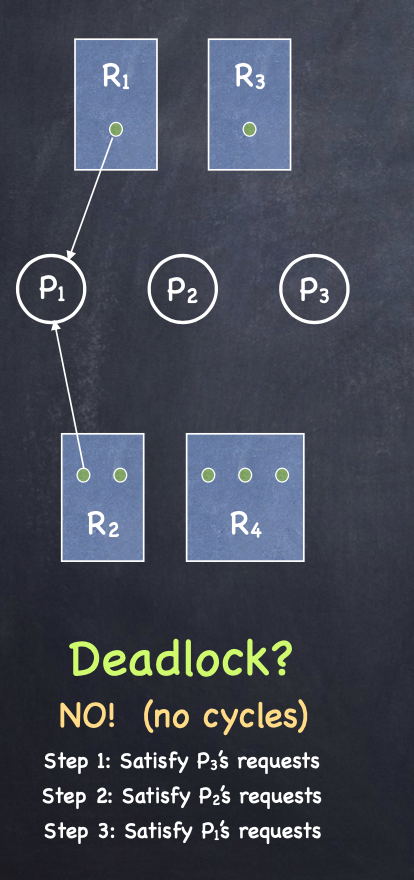 R₁ R₃
P₁ P₂ P₃
R₂ R₄
Deadlock?
NO! (no cycles)
Step 1: Satisfy P₃'s requests
Step 2: Satisfy P₂'s requests
Step 3: Satisfy P₁'s requests